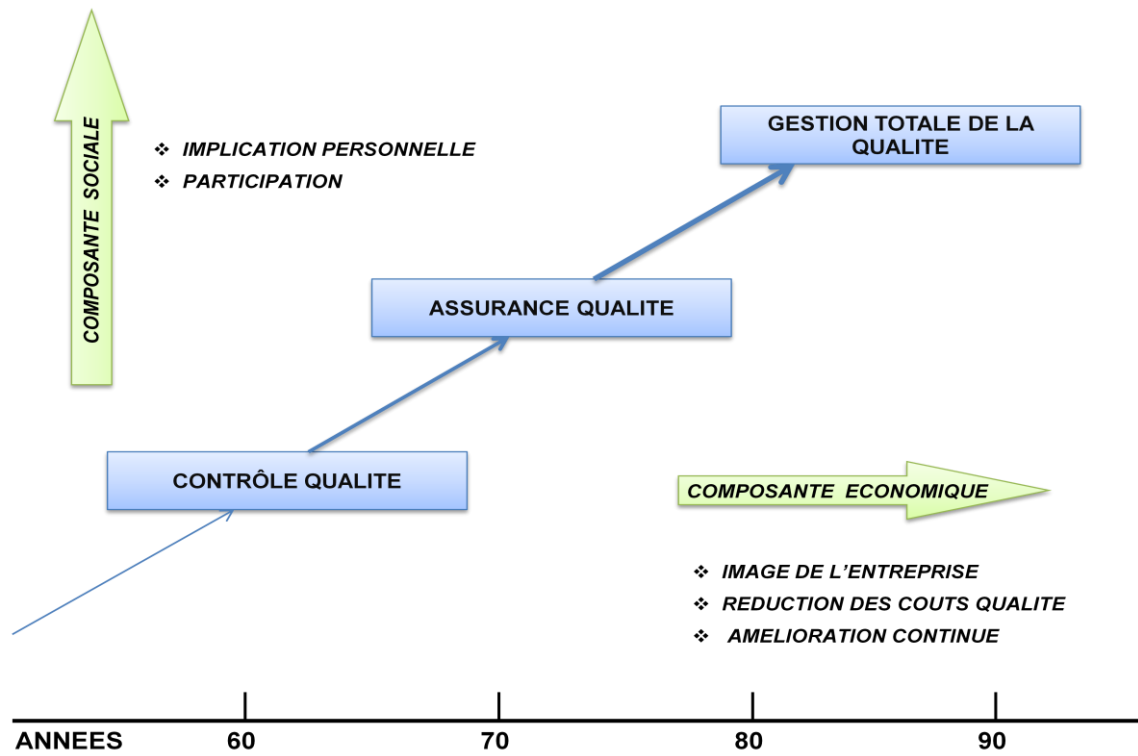 COMPOSANTE SOCIALE
❖ IMPLICATION PERSONNELLE
❖ PARTICIPATION
GESTION TOTALE DE LA
QUALITE
ASSURANCE QUALITE
CONTRÔLE QUALITE
COMPOSANTE ECONOMIQUE
❖ IMAGE DE L'ENTREPRISE
❖ REDUCTION DES COUTS QUALITE
❖ AMELIORATION CONTINUE
ANNEES 60 70 80 90